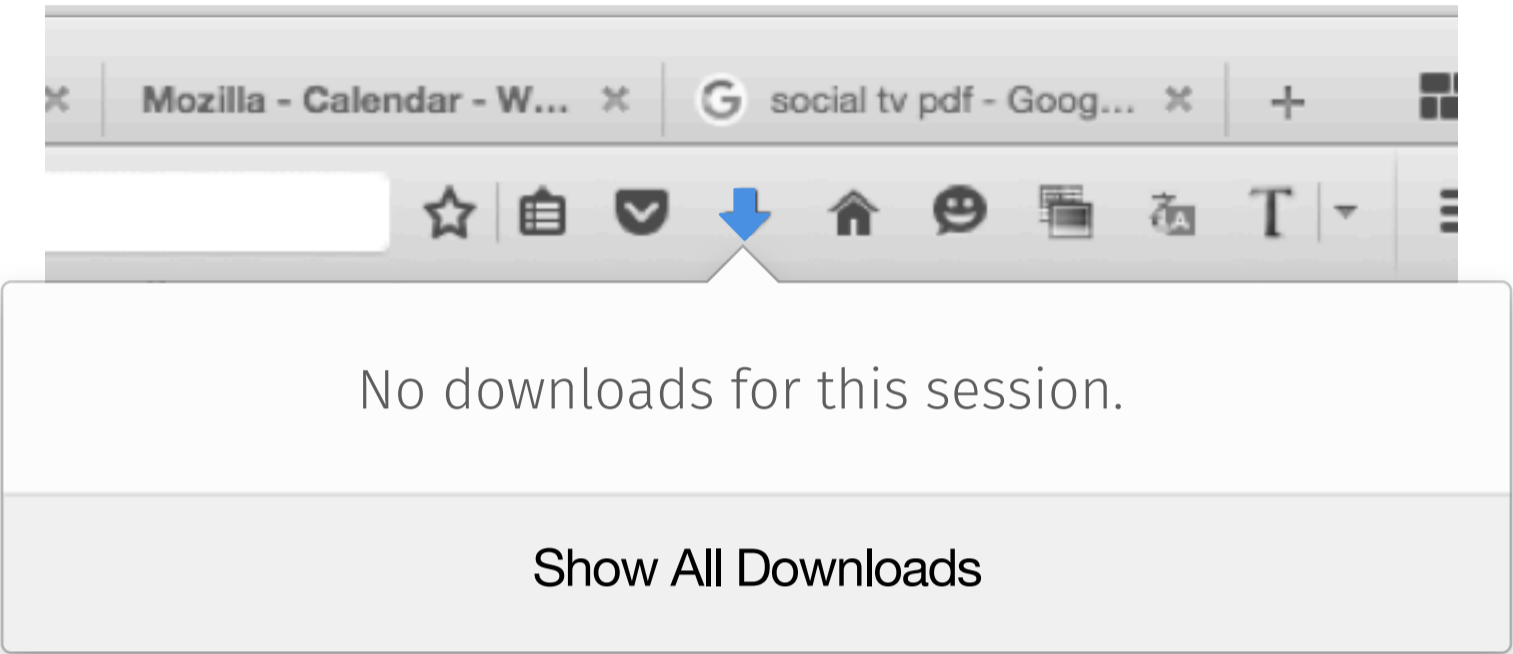 Mozilla - Calendar - W...
social tv pdf - Goog...
No downloads for this session.
Show All Downloads